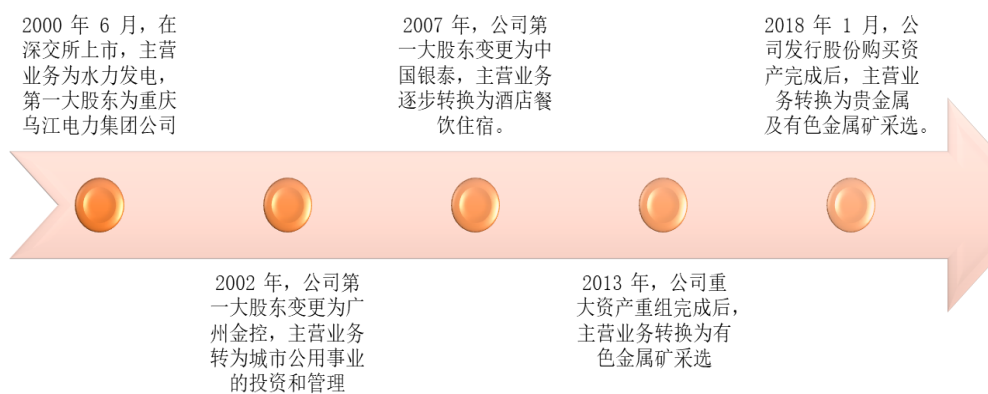 2000 年 6 月，在
深交所上市，主营
业务为水力发电，
第一大股东为重庆
乌江电力集团公司
2002 年，公司第
一大股东变更为广
州金控，主营业务
转为城市公用事业
的投资和管理
2007 年，公司第
一大股东变更为中
国银泰，主营业务
逐步转换为酒店餐
饮住宿。
2013 年，公司重
大资产重组完成后，
主营业务转换为有
色金属矿采选
2018 年 1 月，公
司发行股份购买资
产完成后，主营业
务转换为贵金属
及有色金属矿采选。